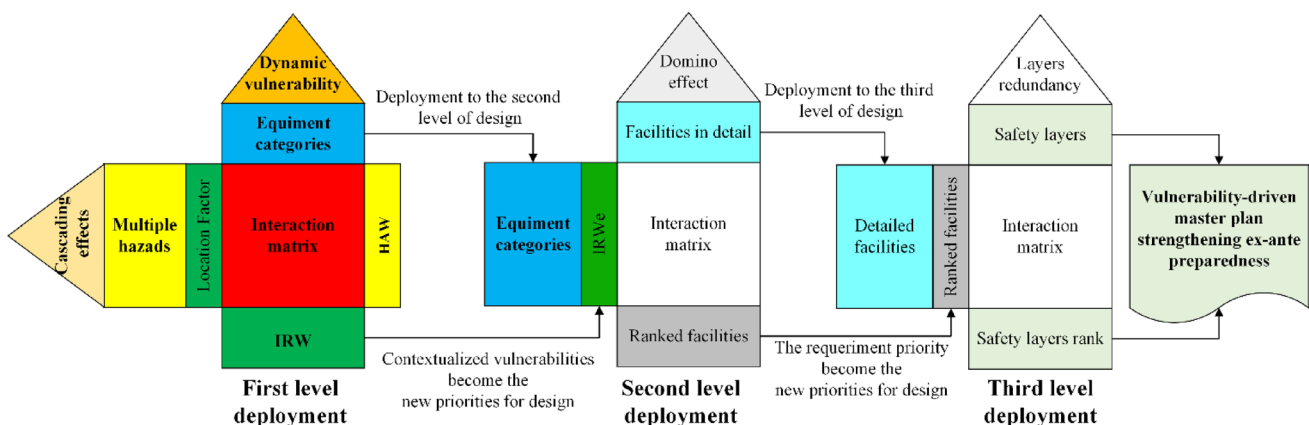 Dynamic
vulnerability
Equiment
categories
Cascading
effects
Multiple
hazads
Location Factor
Interaction
matrix
HAW
IRW
First level
deployment
Deployment to the second
level of design
Contextualized vulnerabilities
become the
new priorities for design
Domino
effect
Facilities in detail
Equiment
categories
IRWe
Interaction
matrix
Ranked facilities
Second level
deployment
Deployment to the third
level of design
The requeriment priority
become the
new priorities for design
Layers
redundancy
Safety layers
Detailed
facilities
Ranked facilities
Interaction
matrix
Safety layers rank
Third level
deployment
Vulnerability-driven
master plan
strengthening ex-ante
preparedness